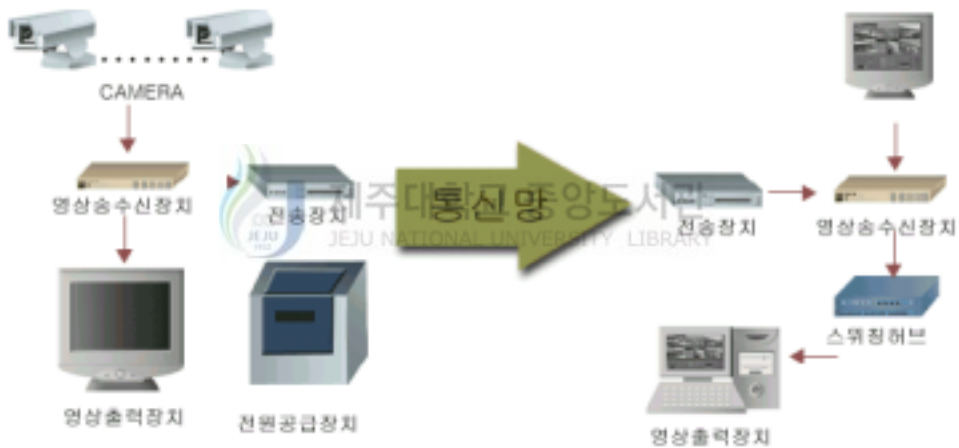 CAMERA
영상송수신장치
전송장치
영상출력장치
전원공급장치
통신망
제주대학교 중앙도서관
JEJU NATIONAL UNIVERSITY LIBRARY
JEJU
1952
전송장치
영상송수신장치
스위칭허브
영상출력장치